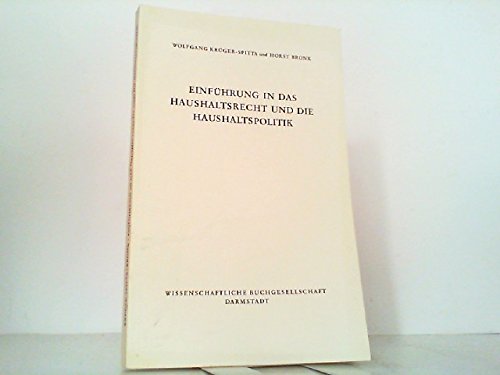 WOLFGANG KRÜGER-SPITTA und HORST BRONK
EINFÜHRUNG IN DAS
HAUSHALTSRECHT UND DIE
HAUSHALTSPOLITIK
WISSENSCHAFTLICHE BUCHGESELLSCHAFT
DARMSTADT